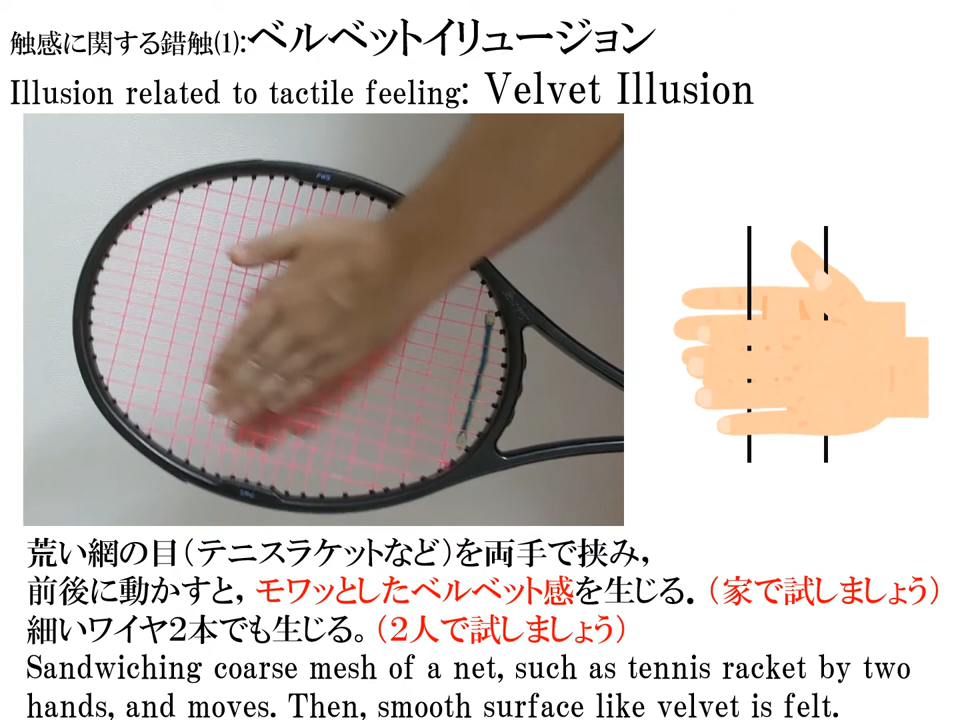 触感に関する錯触(1):ベルベットイリュージョン
Illusion related to tactile feeling: Velvet Illusion
荒い網の目(テニスラケットなど)を両手で挟み,
前後に動かすと, モワッとしたベルベット感を生じる. (家で試しましょう)
細いワイヤ2本でも生じる。(2人で試しましょう)
Sandwiching coarse mesh of a net, such as tennis racket by two
hands, and moves. Then, smooth surface like velvet is felt.